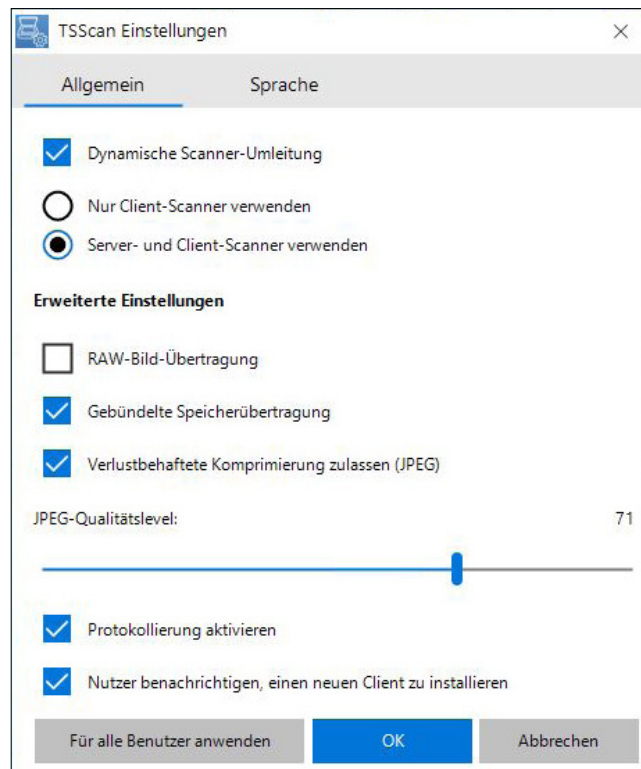 TSScan Einstellungen
Allgemein Sprache
Dynamische Scanner-Umleitung
Nur Client-Scanner verwenden
Server- und Client-Scanner verwenden
Erweiterte Einstellungen
RAW-Bild-Übertragung
Gebündelte Speicherübertragung
Verlustbehaftete Komprimierung zulassen (JPEG)
JPEG-Qualitätslevel: 71
Protokollierung aktivieren
Nutzer benachrichtigen, einen neuen Client zu installieren
Für alle Benutzer anwenden OK Abbrechen